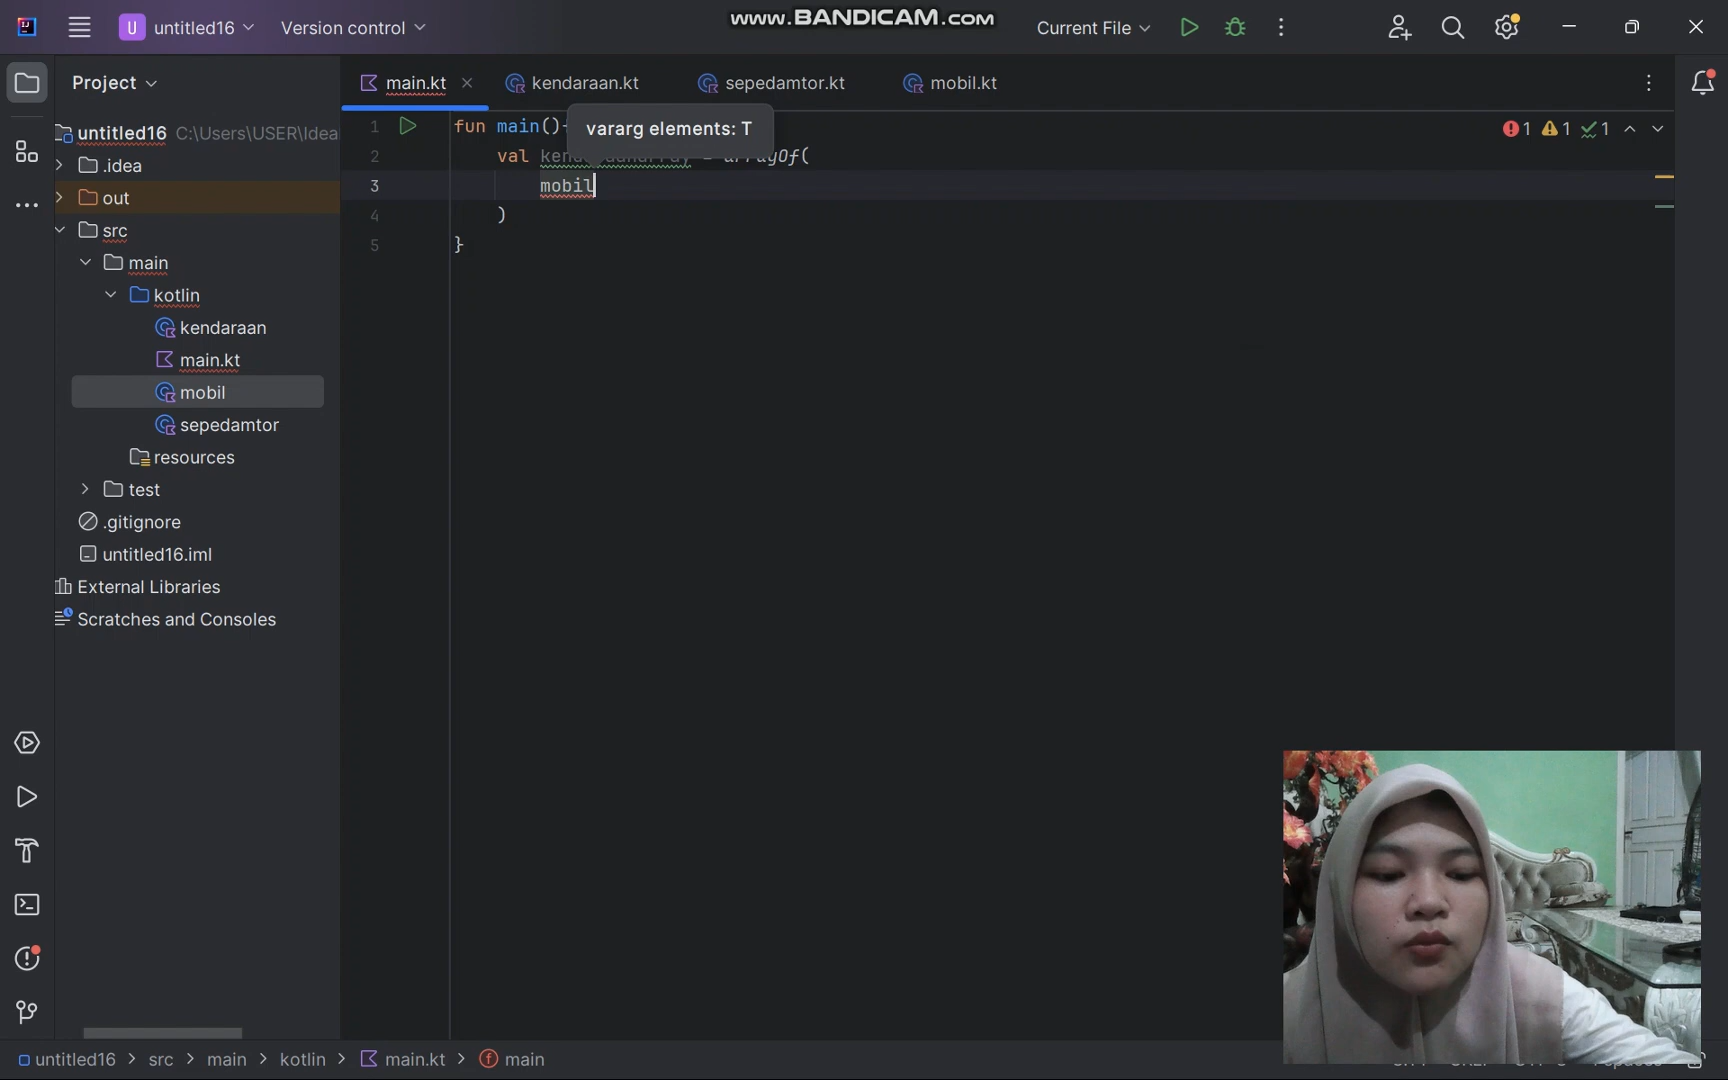 U untitled16 Version control www.BANDICAM.com Current File
Project main.kt kendaraan.kt sepedamtor.kt mobil.kt
untitled16 C:\Users\USER\Idea
.idea
out
src
main
kotlin
kendaraan
main.kt
mobil
sepedamtor
resources
test
.gitignore
untitled16.iml
External Libraries
Scratches and Consoles
1 fun main()
vararg elements: T
1 1 1
2 val = arrayOf(
3 mobil
4 )
5 }
untitled16 > src > main > kotlin > main.kt > main